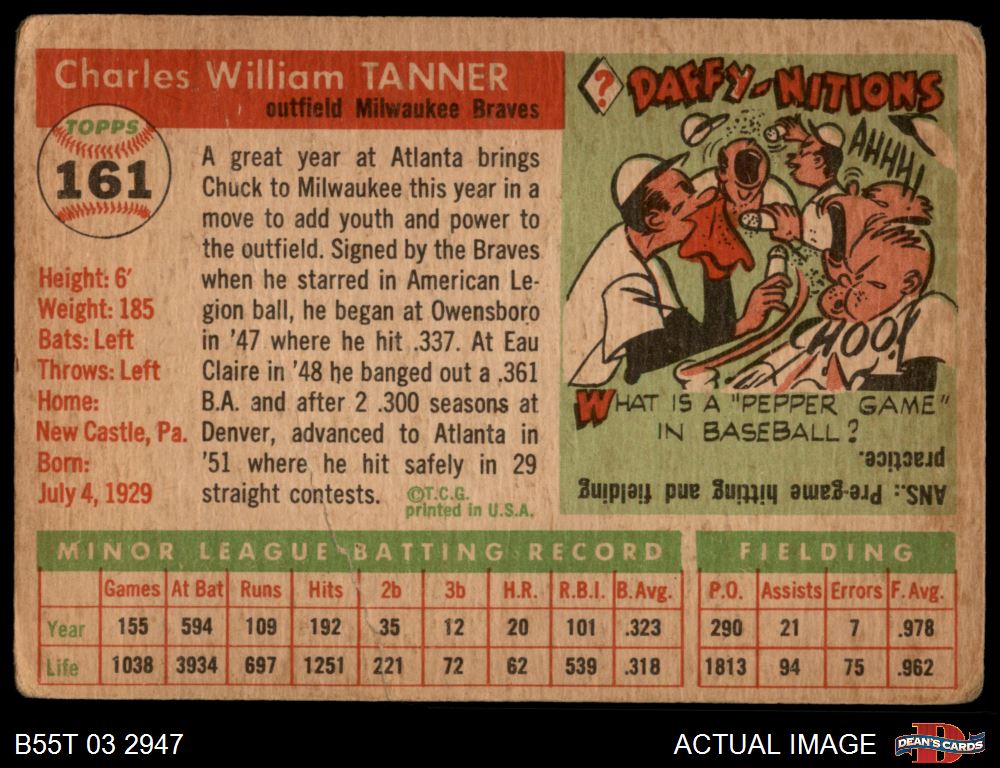 Charles William TANNER
outfield Milwaukee Braves
TOPPS
161
Height: 6'
Weight: 185
Bats: Left
Throws: Left
Home:
New Castle, Pa.
Born:
July 4, 1929
A great year at Atlanta brings
Chuck to Milwaukee this year in a
move to add youth and power to
the outfield. Signed by the Braves
when he starred in American Le-
gion ball, he began at Owensboro
in '47 where he hit .337. At Eau
Claire in '48 he banged out a .361
B.A. and after 2 .300 seasons at
Denver, advanced to Atlanta in
'51 where he hit safely in 29
straight contests.
©T.C.G.
printed in U.S.A.
? DAFFY-NITIONS
AHHH!
CHOO!
WHAT IS A "PEPPER GAME"
IN BASEBALL?
ANS.: Pre-game hitting and fielding
practice.
MINOR LEAGUE BATTING RECORD FIELDING
Games At Bat Runs Hits 2b 3b H.R. R.B.I. B.Avg. P.O. Assists Errors F. Avg.
Year 155 594 109 192 35 12 20 101 .323 290 21 7 .978
Life 1038 3934 697 1251 221 72 62 539 .318 1813 94 75 .962
B55T 03 2947
ACTUAL IMAGE
DEAN'S CARDS